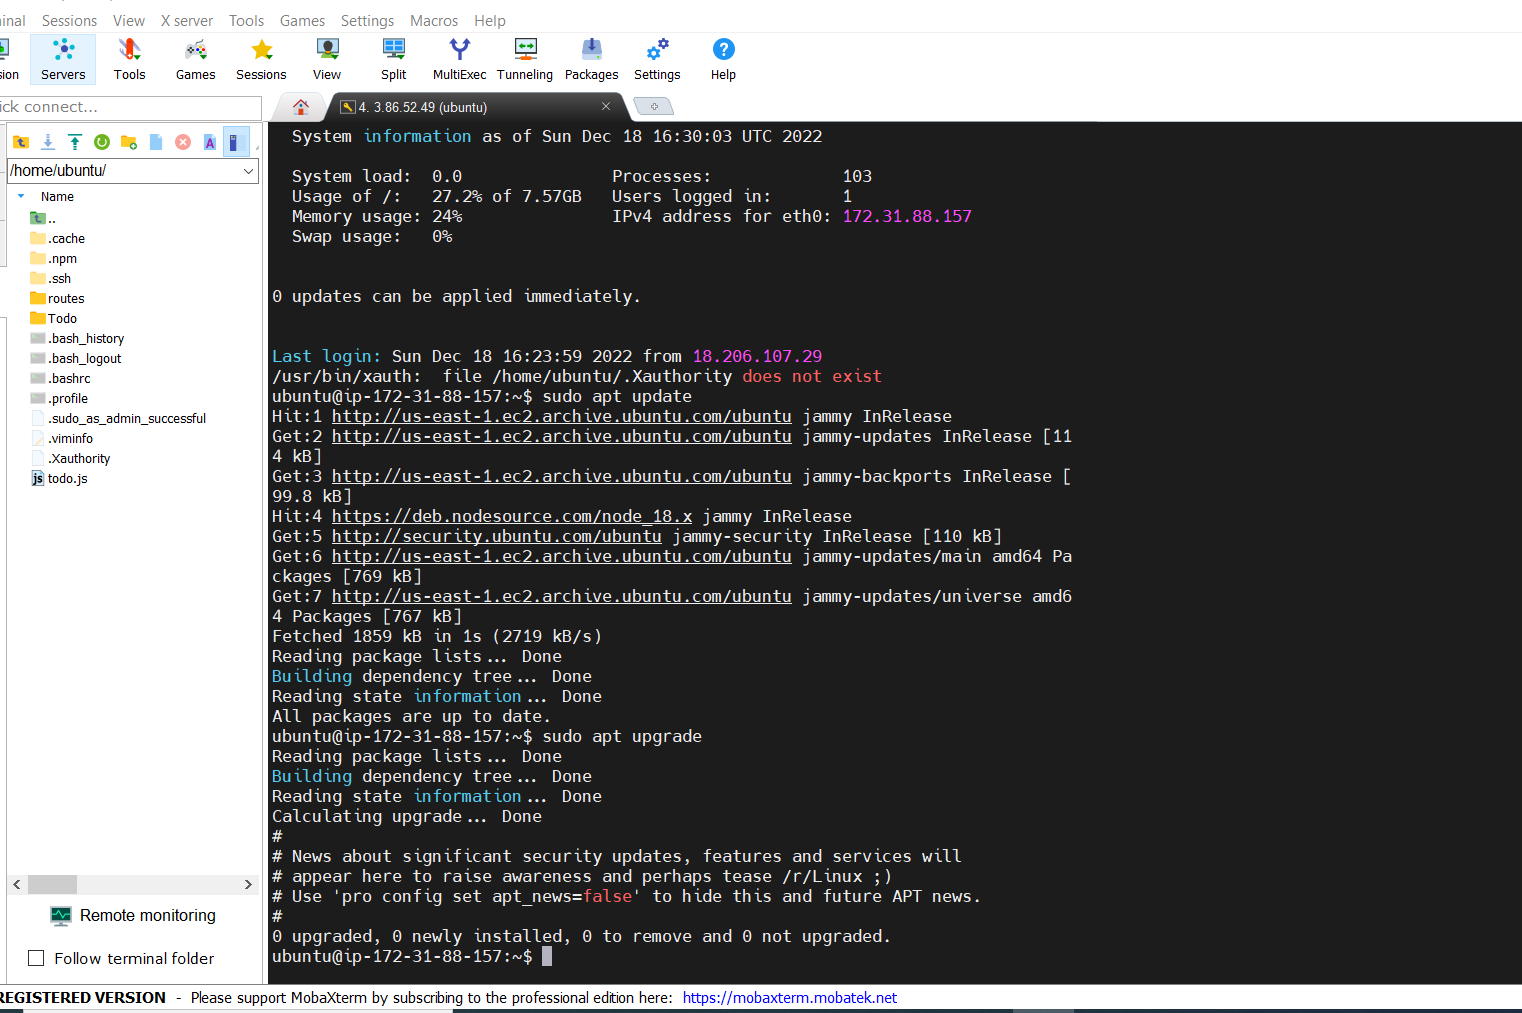 inal Sessions View X server Tools Games Settings Macros Help
sion Servers Tools Games Sessions View Split MultiExec Tunneling Packages Settings Help
ick connect...
4. 3.86.52.49 (ubuntu)
/home/ubuntu/
Name
..
.cache
.npm
.ssh
routes
Todo
.bash_history
.bash_logout
.bashrc
.profile
.sudo_as_admin_successful
.viminfo
.Xauthority
todo.js
Remote monitoring
Follow terminal folder
System information as of Sun Dec 18 16:30:03 UTC 2022
System load: 0.0 Processes: 103
Usage of /: 27.2% of 7.57GB Users logged in: 1
Memory usage: 24% IPv4 address for eth0: 172.31.88.157
Swap usage: 0%
0 updates can be applied immediately.
Last login: Sun Dec 18 16:23:59 2022 from 18.206.107.29
/usr/bin/xauth: file /home/ubuntu/.Xauthority does not exist
ubuntu@ip-172-31-88-157:~$ sudo apt update
Hit:1 http://us-east-1.ec2.archive.ubuntu.com/ubuntu jammy InRelease
Get:2 http://us-east-1.ec2.archive.ubuntu.com/ubuntu jammy-updates InRelease [11
4 kB]
Get:3 http://us-east-1.ec2.archive.ubuntu.com/ubuntu jammy-backports InRelease [
99.8 kB]
Hit:4 https://deb.nodesource.com/node_18.x jammy InRelease
Get:5 http://security.ubuntu.com/ubuntu jammy-security InRelease [110 kB]
Get:6 http://us-east-1.ec2.archive.ubuntu.com/ubuntu jammy-updates/main amd64 Pa
ckages [769 kB]
Get:7 http://us-east-1.ec2.archive.ubuntu.com/ubuntu jammy-updates/universe amd6
4 Packages [767 kB]
Fetched 1859 kB in 1s (2719 kB/s)
Reading package lists... Done
Building dependency tree... Done
Reading state information... Done
All packages are up to date.
ubuntu@ip-172-31-88-157:~$ sudo apt upgrade
Reading package lists... Done
Building dependency tree... Done
Reading state information... Done
Calculating upgrade... Done
#
# News about significant security updates, features and services will
# appear here to raise awareness and perhaps tease /r/Linux ;)
# Use 'pro config set apt_news=false' to hide this and future APT news.
#
0 upgraded, 0 newly installed, 0 to remove and 0 not upgraded.
ubuntu@ip-172-31-88-157:~$
REGISTERED VERSION - Please support MobaXterm by subscribing to the professional edition here: https://mobaxterm.mobatek.net